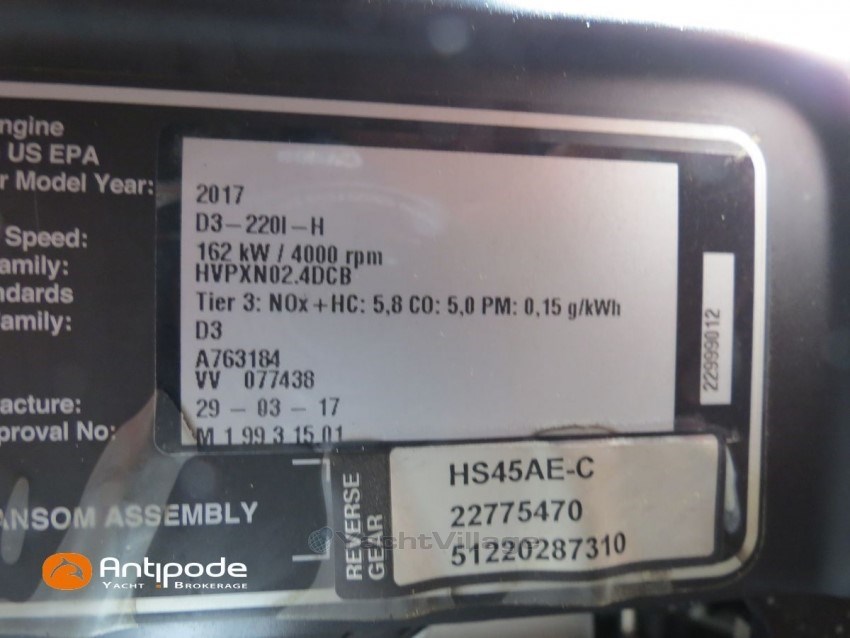 ngine
US EPA
r Model Year:
2017
D3-220I-H
Speed:
162 kW / 4000 rpm
amily:
HVPXN02.4DCB
ndards
Tier 3: NOx+HC: 5,8 CO: 5,0 PM: 0,15 g/kWh
amily:
D3
A763184
VV 077438
acture:
29 - 03 - 17
proval No:
M 1.99.3 15.01
22999012
ANSOM ASSEMBLY
REVERSE GEAR
HS45AE-C
22775470
51220287310
YachtVillage
Antipode
YACHT BROKERAGE